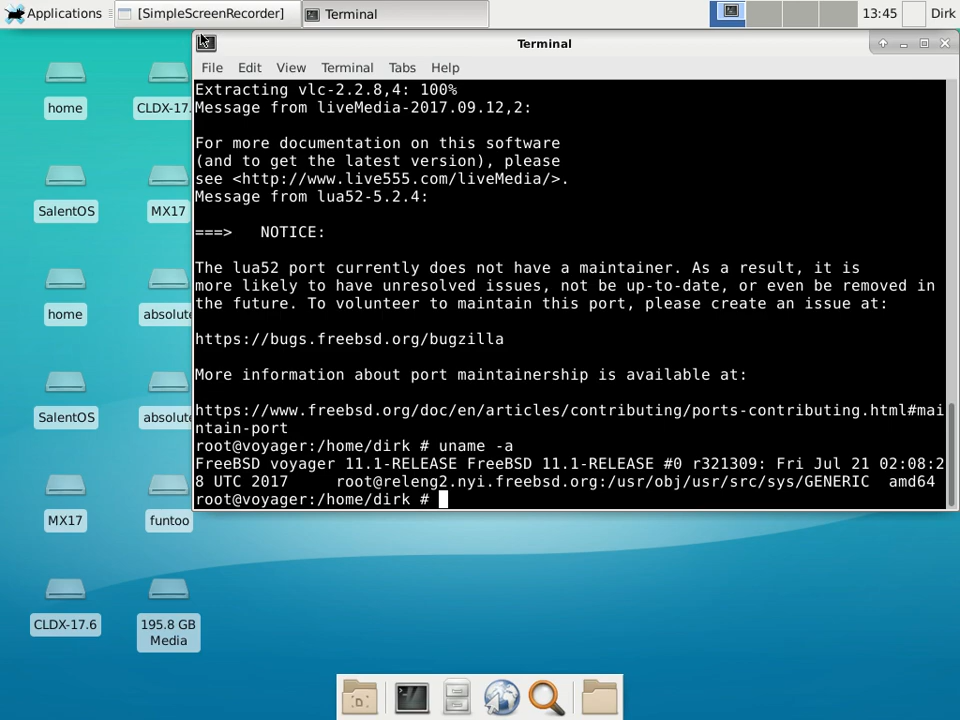 Applications
[SimpleScreenRecorder]
Terminal
13:45
Dirk
Terminal
File Edit View Terminal Tabs Help
Extracting vlc-2.2.8,4: 100%
Message from liveMedia-2017.09.12,2:
For more documentation on this software
(and to get the latest version), please
see <http://www.live555.com/liveMedia/>.
Message from lua52-5.2.4:
===>   NOTICE:
The lua52 port currently does not have a maintainer. As a result, it is
more likely to have unresolved issues, not be up-to-date, or even be removed in
the future. To volunteer to maintain this port, please create an issue at:
https://bugs.freebsd.org/bugzilla
More information about port maintainership is available at:
https://www.freebsd.org/doc/en/articles/contributing/ports-contributing.html#mai
ntain-port
root@voyager:/home/dirk # uname -a
FreeBSD voyager 11.1-RELEASE FreeBSD 11.1-RELEASE #0 r321309: Fri Jul 21 02:08:2
8 UTC 2017     root@releng2.nyi.freebsd.org:/usr/obj/usr/src/sys/GENERIC  amd64
root@voyager:/home/dirk #
home
CLDX-17.
SalentOS
MX17
home
absolute
SalentOS
absolute
MX17
funtoo
CLDX-17.6
195.8 GB
Media